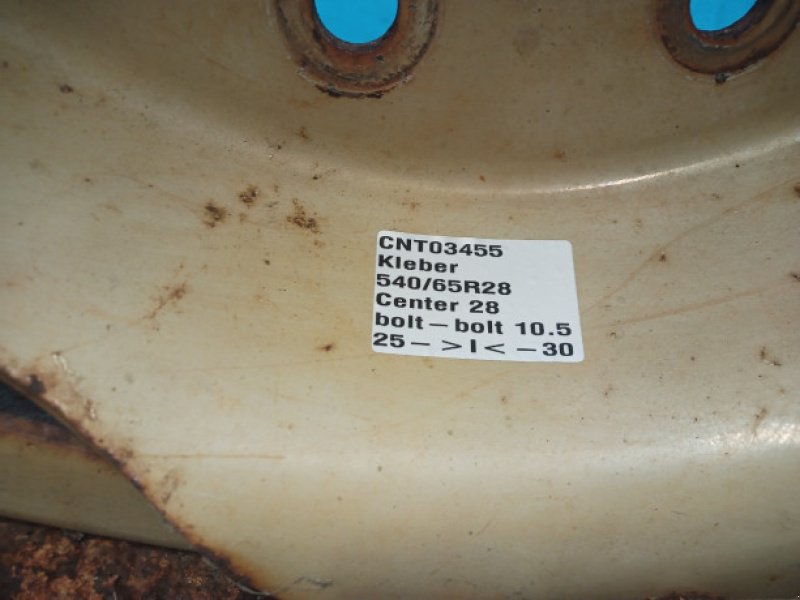 CNT03455
Kleber
540/65R28
Center 28
bolt – bolt 10.5
25 – >I< – 30